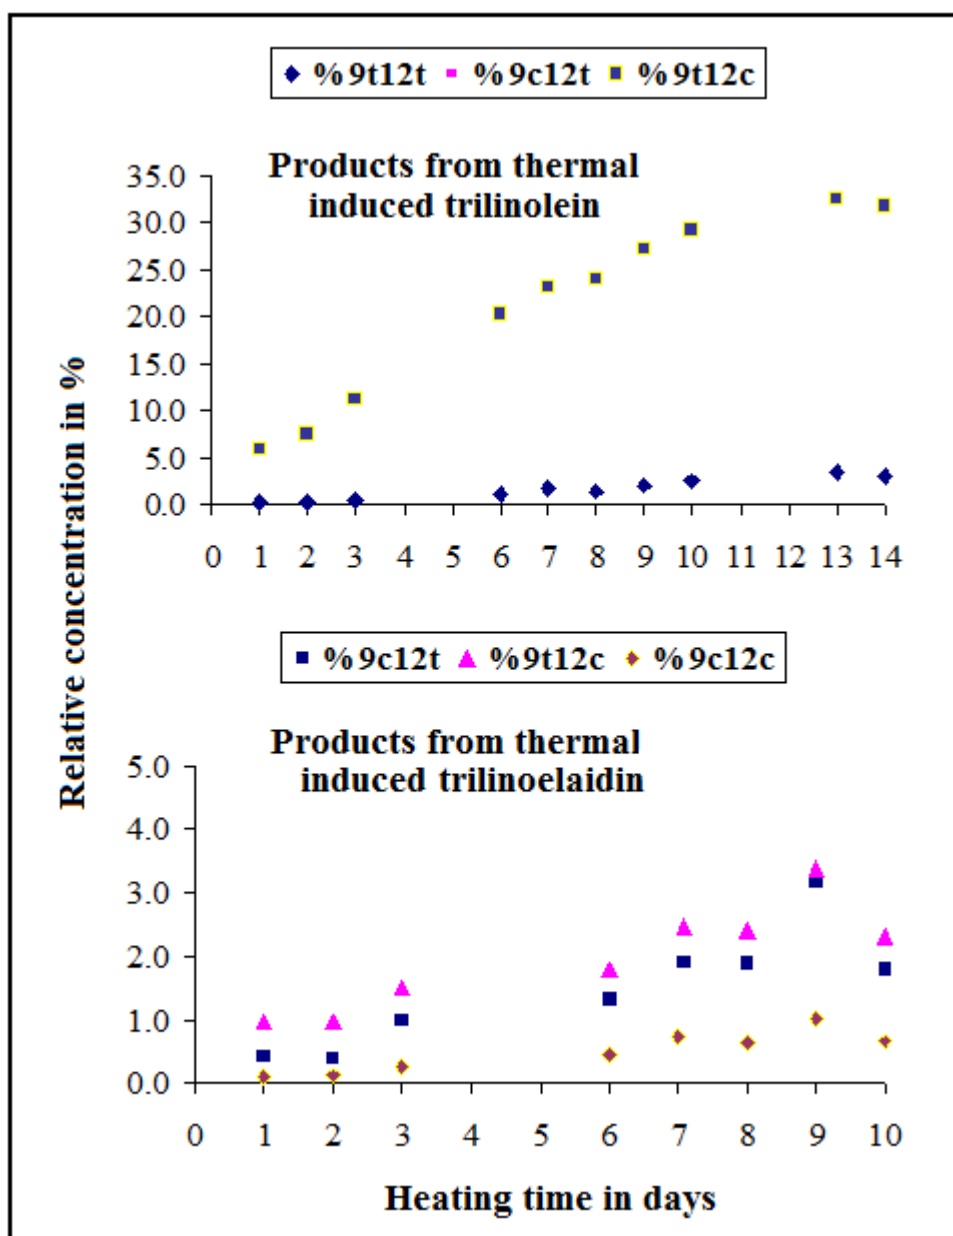 %9t12t %9c12t %9t12c
Products from thermal
induced trilinolein
35.0
30.0
25.0
20.0
15.0
10.0
5.0
0.0
0 1 2 3 4 5 6 7 8 9 10 11 12 13 14
Relative concentration in %
%9c12t %9t12c %9c12c
Products from thermal
induced trilinoelaidin
5.0
4.0
3.0
2.0
1.0
0.0
0 1 2 3 4 5 6 7 8 9 10
Heating time in days